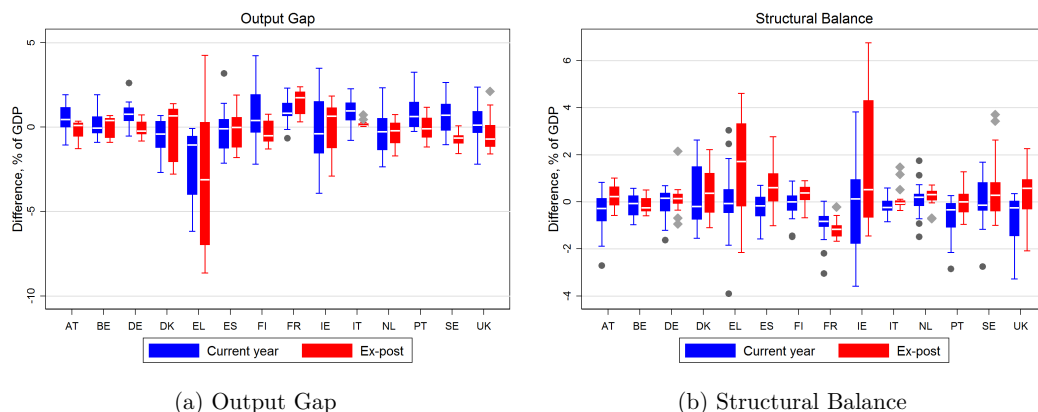 Output Gap
Difference, % of GDP
5
0
-5
-10
AT BE DE DK EL ES FI FR IE IT NL PT SE UK
Current year Ex-post
(a) Output Gap
Structural Balance
Difference, % of GDP
6
4
2
0
-2
-4
AT BE DE DK EL ES FI FR IE IT NL PT SE UK
Current year Ex-post
(b) Structural Balance